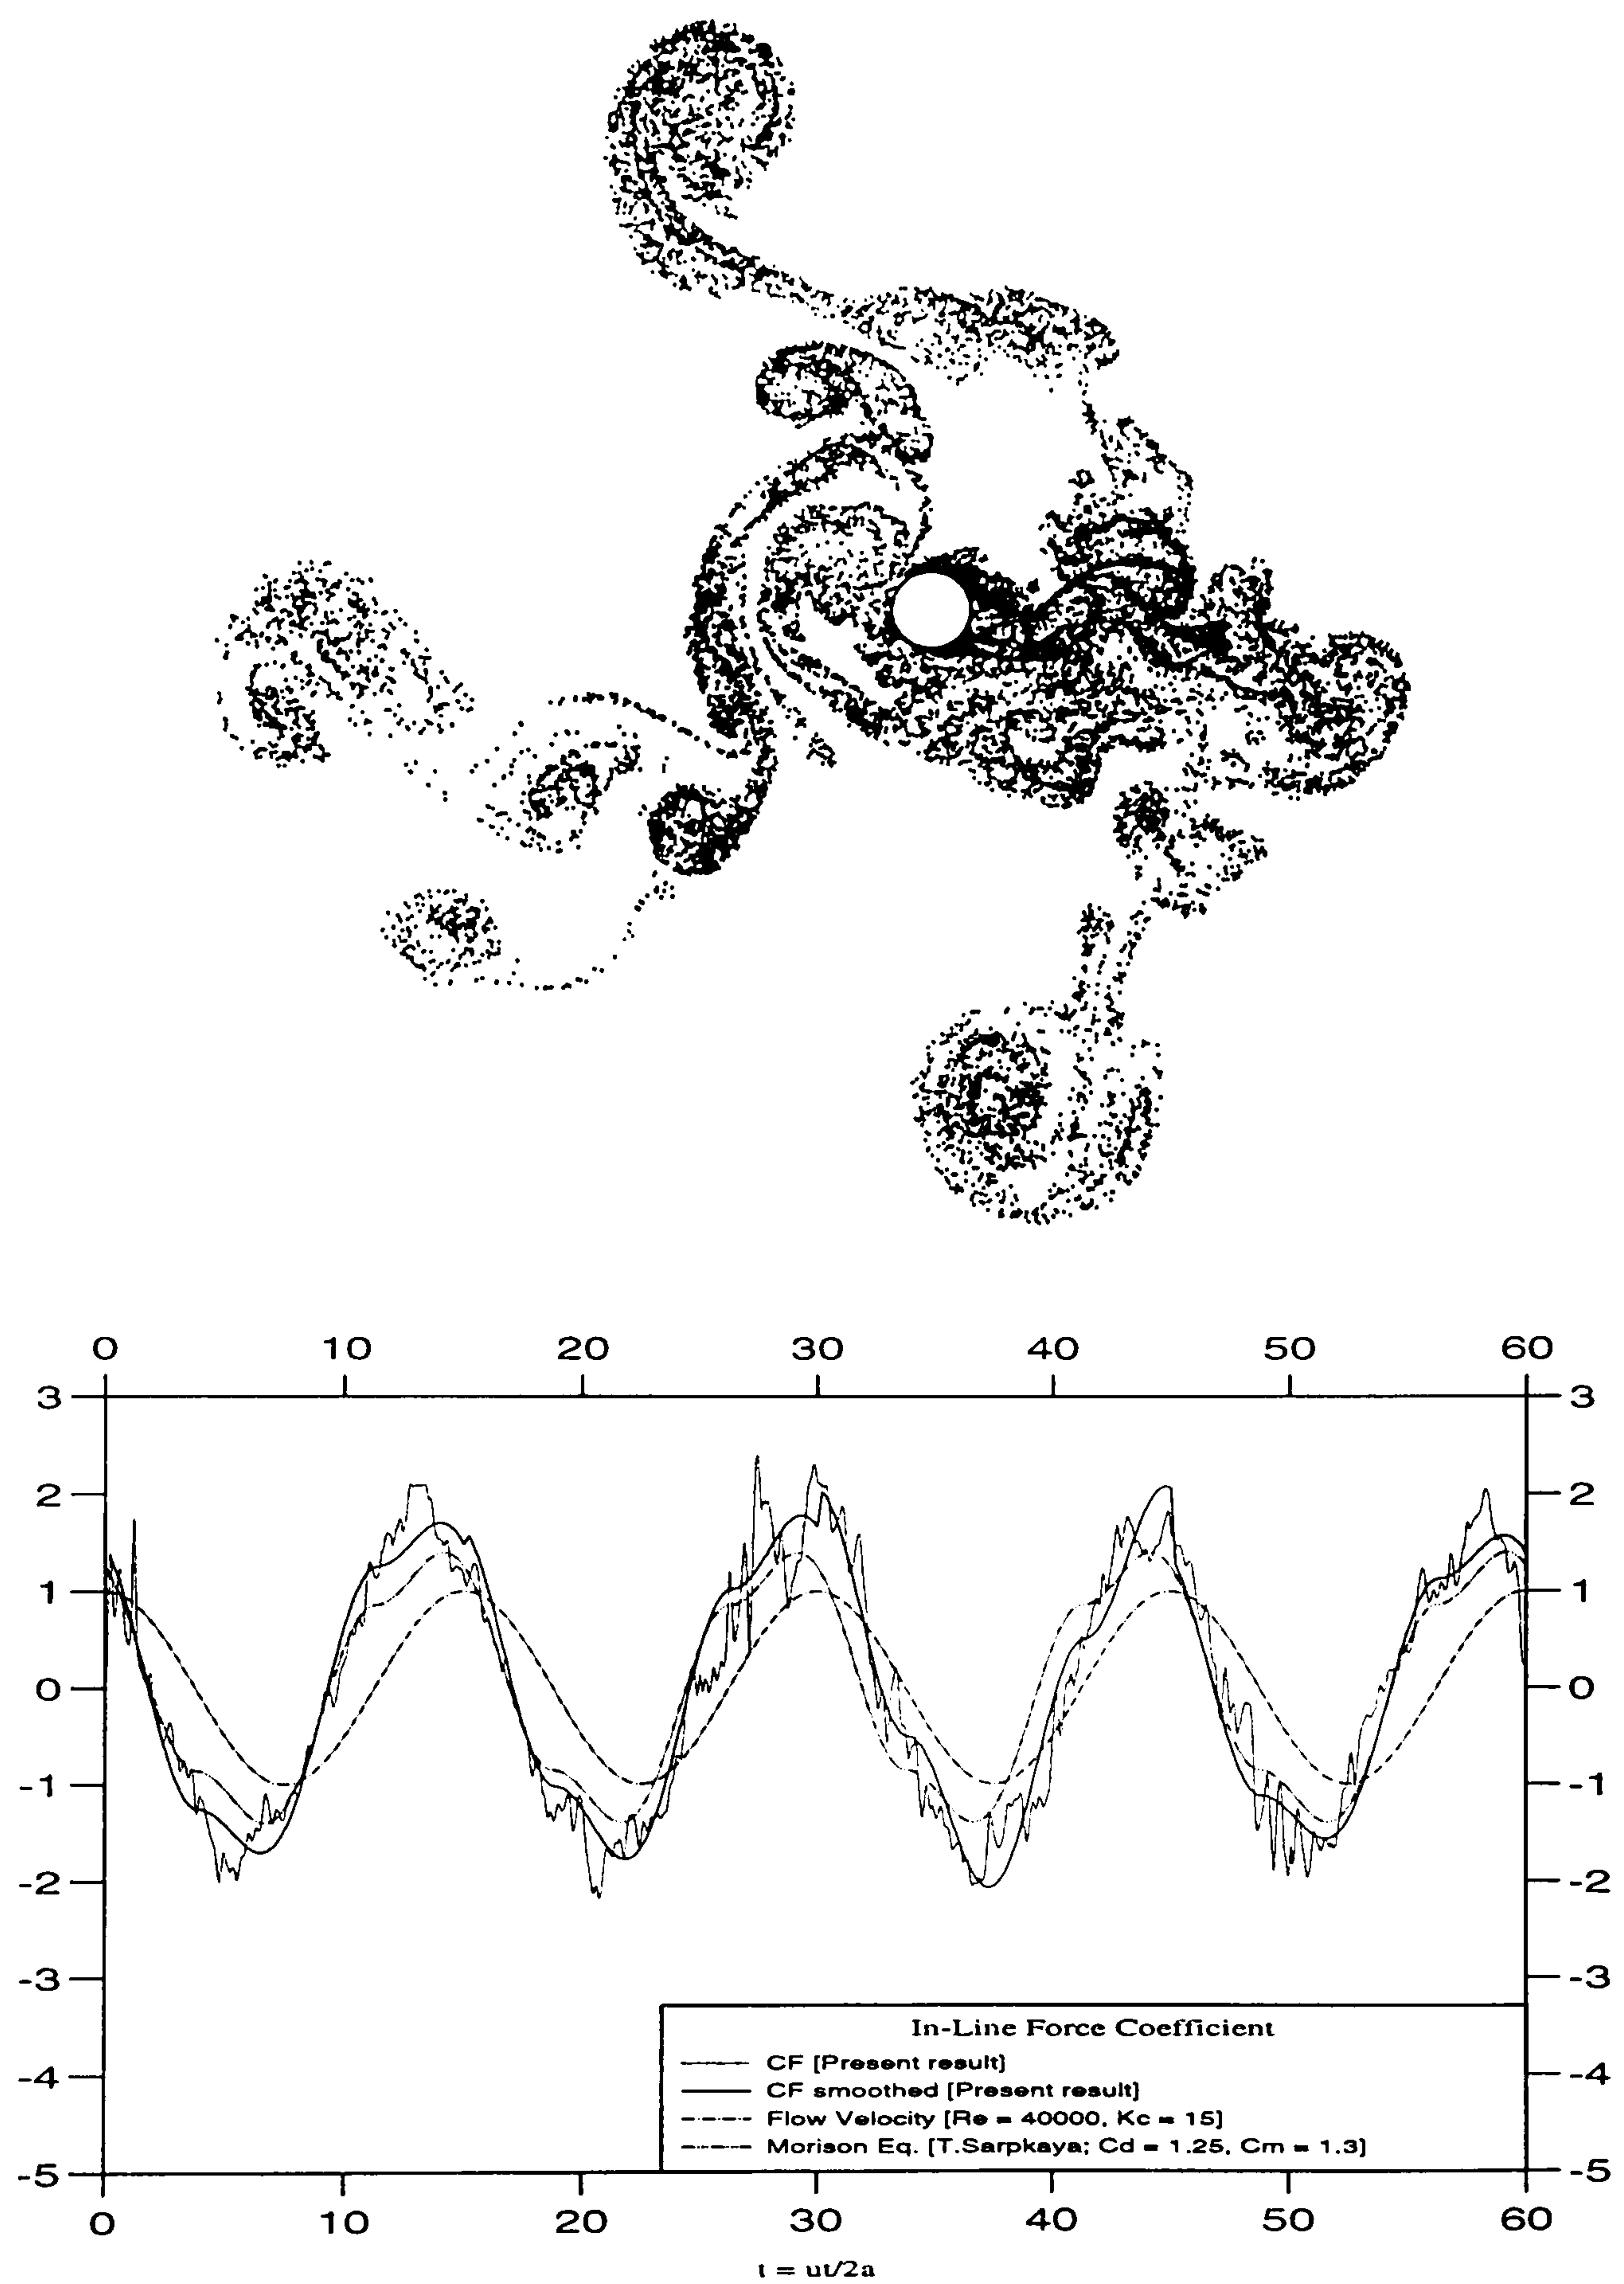 0 10 20 30 40 50 60
3 3
2 2
1 1
0 0
-1 -1
-2 -2
-3 -3
In-Line Force Coefficient
CF [Present result]
-4 -4
CF smoothed [Present result]
Flow Velocity [Re = 40000, Kc = 15]
Morison Eq. [T.Sarpkaya; Cd = 1.25, Cm = 1.3]
-5 -5
0 10 20 30 40 50 60
t = ut/2a